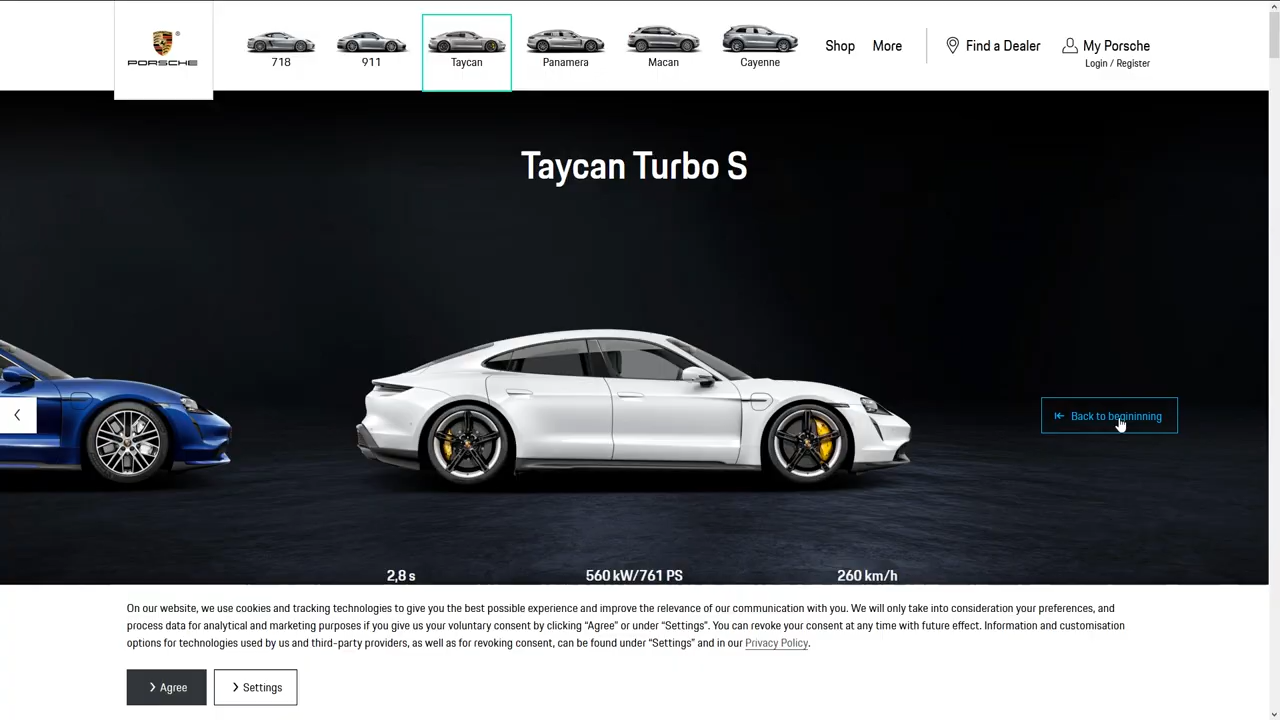 718
911
Taycan
Panamera
Macan
Cayenne
Shop
More
Find a Dealer
My Porsche
Login / Register
PORSCHE
Taycan Turbo S
Back to begininning
2,8 s
560 kW/761 PS
260 km/h
On our website, we use cookies and tracking technologies to give you the best possible experience and improve the relevance of our communication with you. We will only take into consideration your preferences, and
process data for analytical and marketing purposes if you give us your voluntary consent by clicking “Agree” or under “Settings”. You can revoke your consent at any time with future effect. Information and customisation
options for technologies used by us and third-party providers, as well as for revoking consent, can be found under “Settings” and in our Privacy Policy.
Agree
Settings